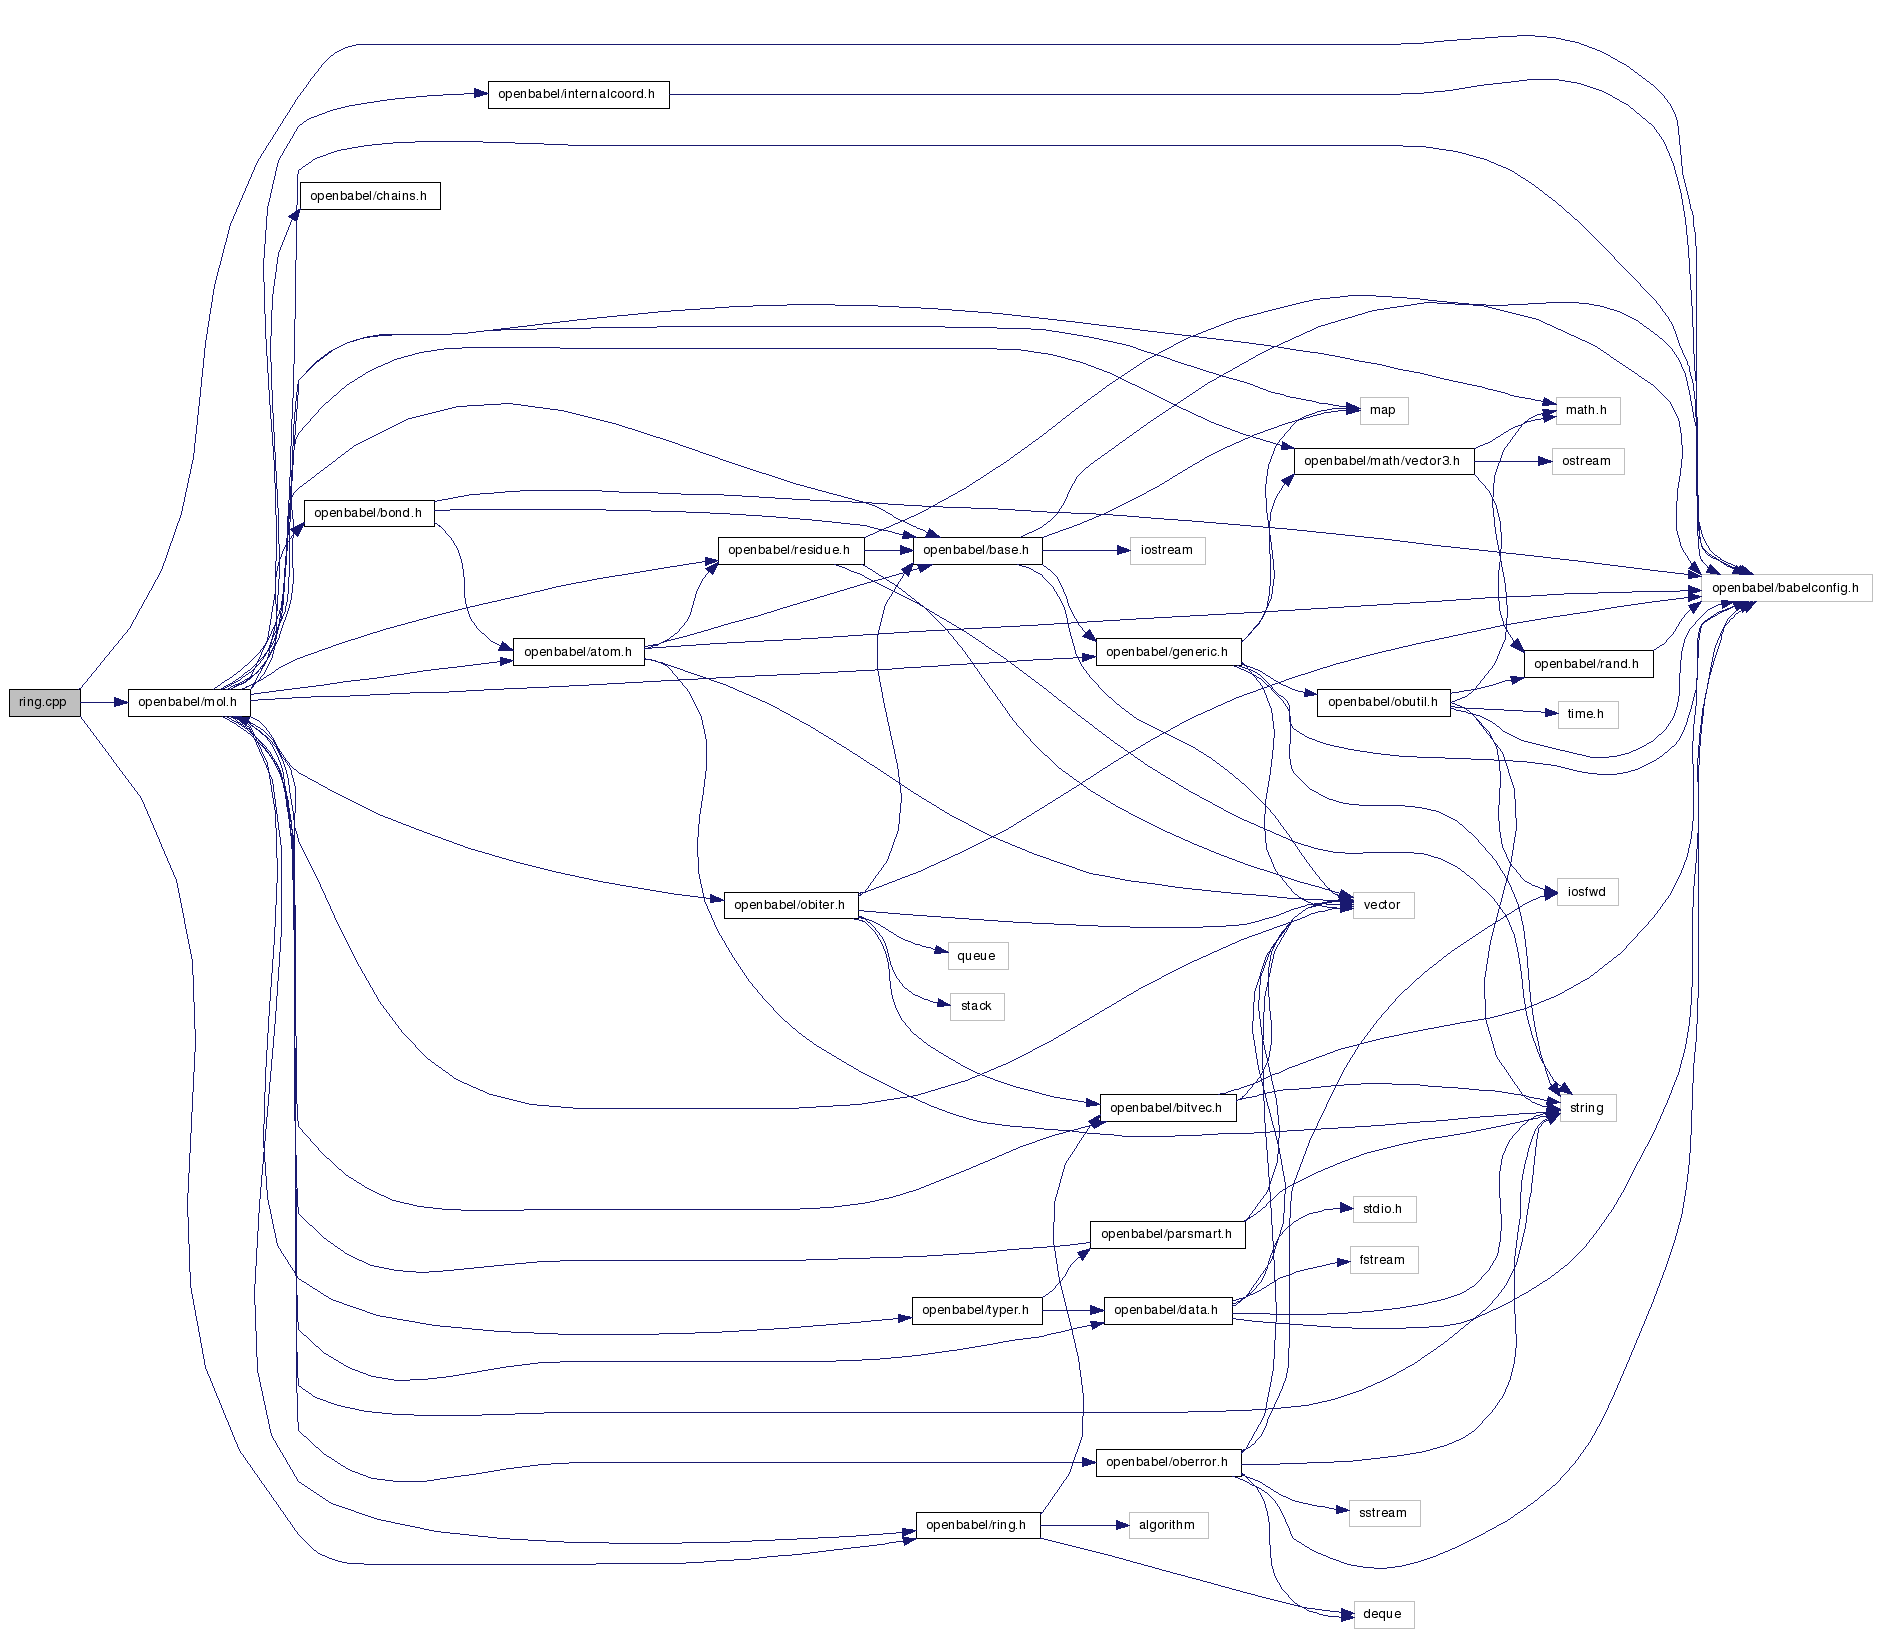 openbabel/internalcoord.h
openbabel/chains.h
map
math.h
openbabel/math/vector3.h
ostream
openbabel/bond.h
openbabel/residue.h
openbabel/base.h
iostream
openbabel/babelconfig.h
openbabel/atom.h
openbabel/generic.h
openbabel/rand.h
ring.cpp
openbabel/mol.h
openbabel/obutil.h
time.h
iosfwd
openbabel/obiter.h
vector
queue
stack
openbabel/bitvec.h
string
stdio.h
openbabel/parsmart.h
fstream
openbabel/typer.h
openbabel/data.h
openbabel/oberror.h
sstream
openbabel/ring.h
algorithm
deque